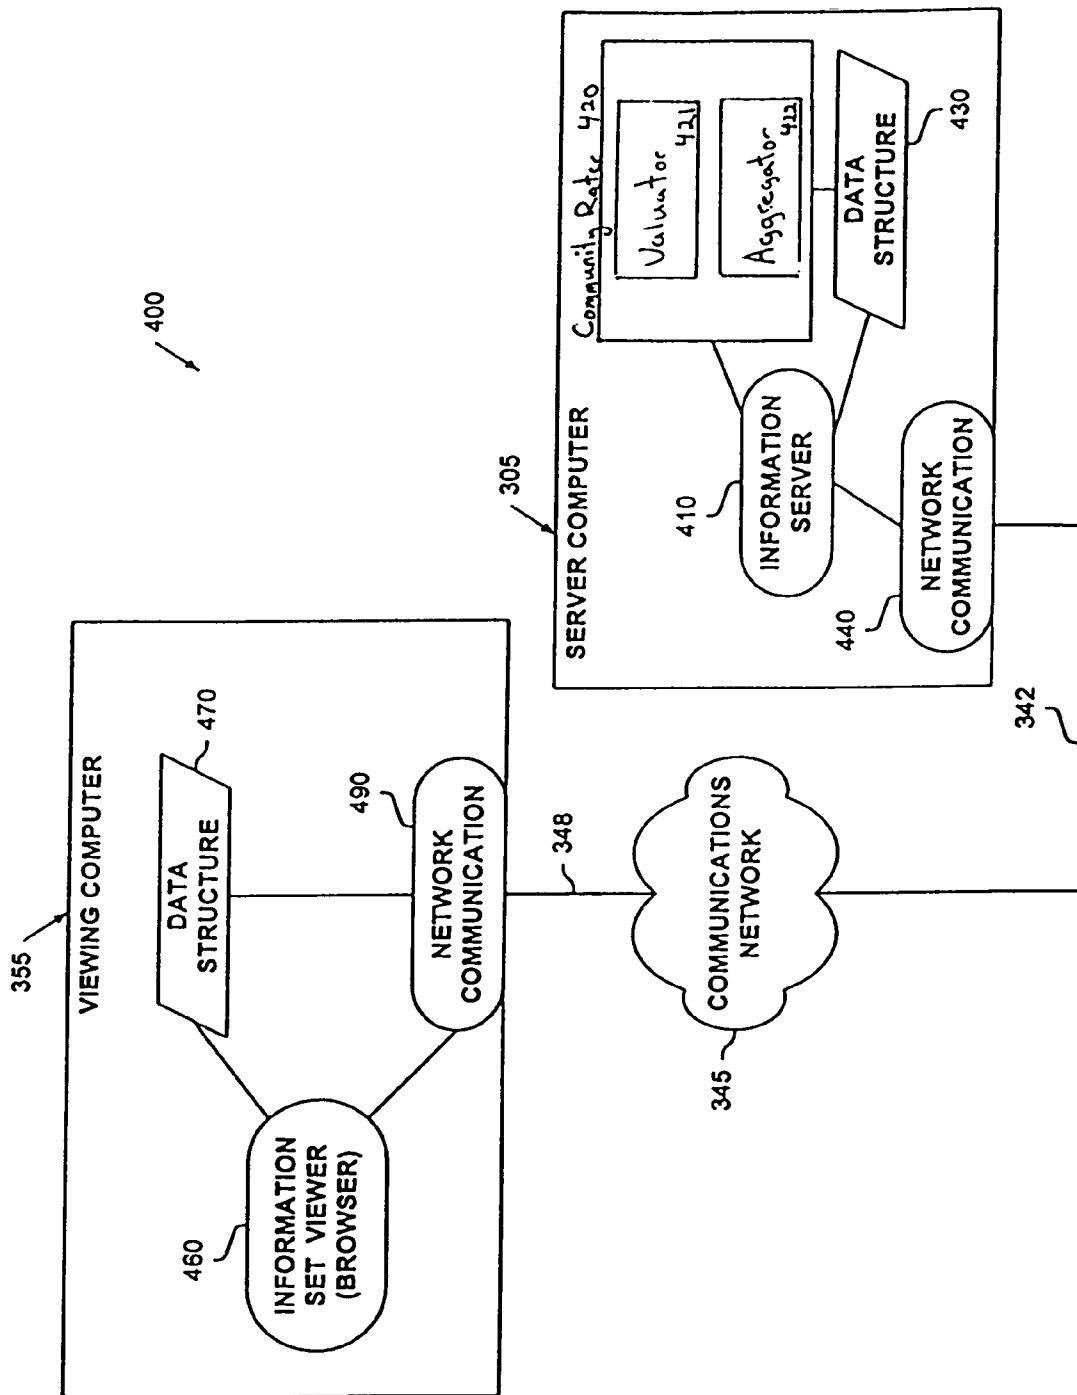 400
355
VIEWING COMPUTER
460
INFORMATION
SET VIEWER
(BROWSER)
DATA
STRUCTURE
470
NETWORK
COMMUNICATION
490
348
COMMUNICATIONS
NETWORK
345
342
305
SERVER COMPUTER
Community Rater 420
Valuator
421
Aggregator
422
410
INFORMATION
SERVER
DATA
STRUCTURE
430
440
NETWORK
COMMUNICATION